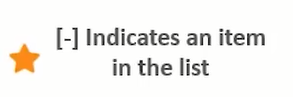 [-] Indicates an item
in the list